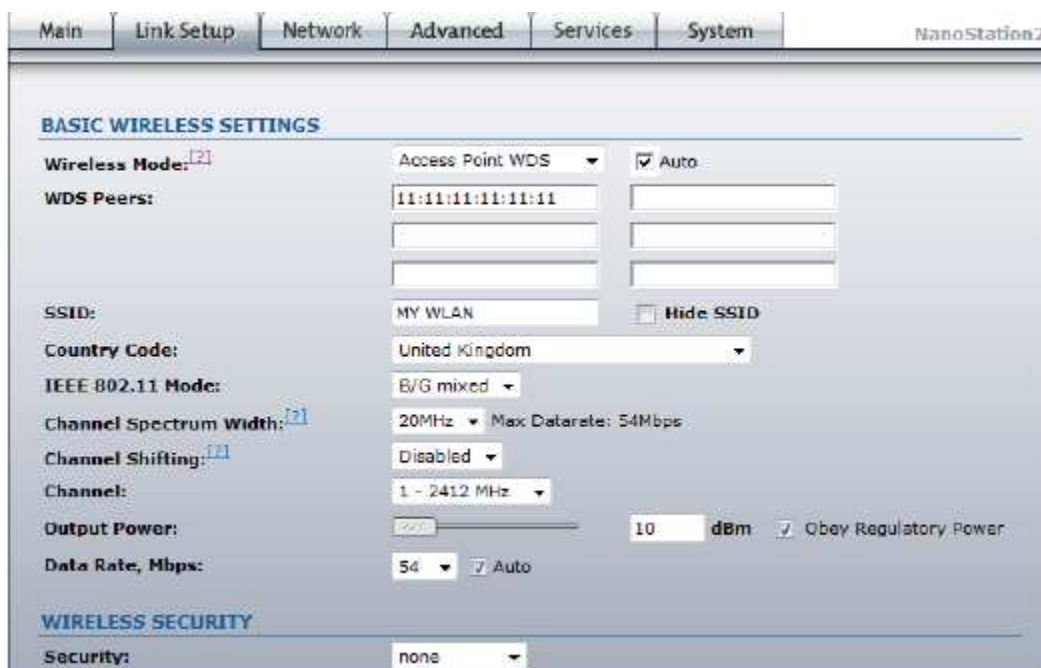 Main Link Setup Network Advanced Services System NanoStation2
BASIC WIRELESS SETTINGS
Wireless Mode:[?] Access Point WDS Auto
WDS Peers: 11:11:11:11:11:11
SSID: MY WLAN Hide SSID
Country Code: United Kingdom
IEEE 802.11 Mode: B/G mixed
Channel Spectrum Width:[?] 20MHz Max Datarate: 54Mbps
Channel Shifting:[?] Disabled
Channel: 1 - 2412 MHz
Output Power: 10 dBm Obey Regulatory Power
Data Rate, Mbps: 54 Auto
WIRELESS SECURITY
Security: none